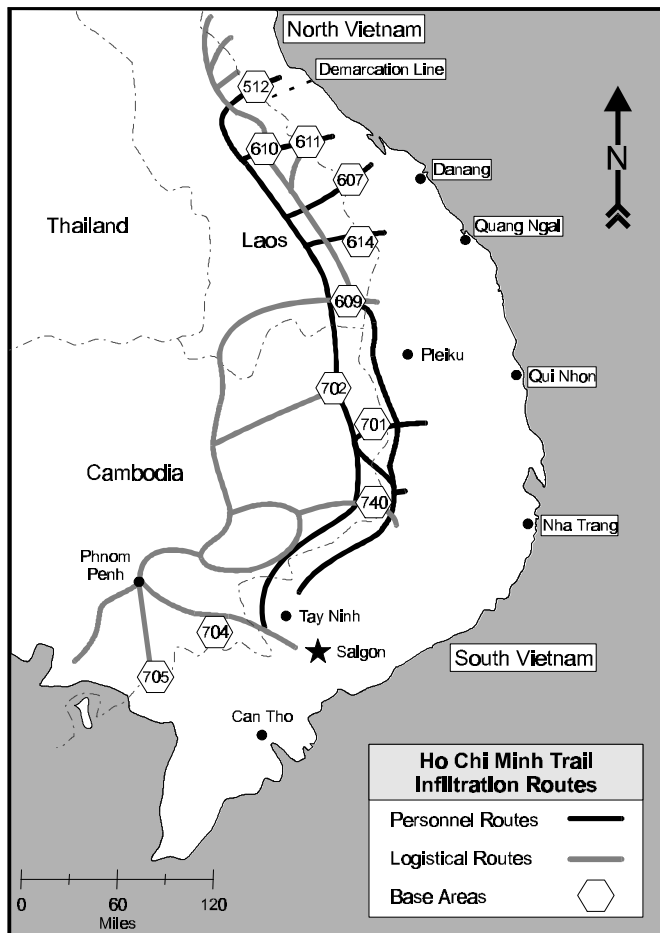 North Vietnam
Demarcation Line
512
610
611
607
N
Danang
Thailand
Laos
614
Quang Ngai
609
Pleiku
702
Qui Nhon
701
Cambodia
740
Nha Trang
Phnom
Penh
Tay Ninh
704
Saigon
South Vietnam
705
Can Tho
Ho Chi Minh Trail
Infiltration Routes
Personnel Routes
Logistical Routes
Base Areas
0 60 120
Miles